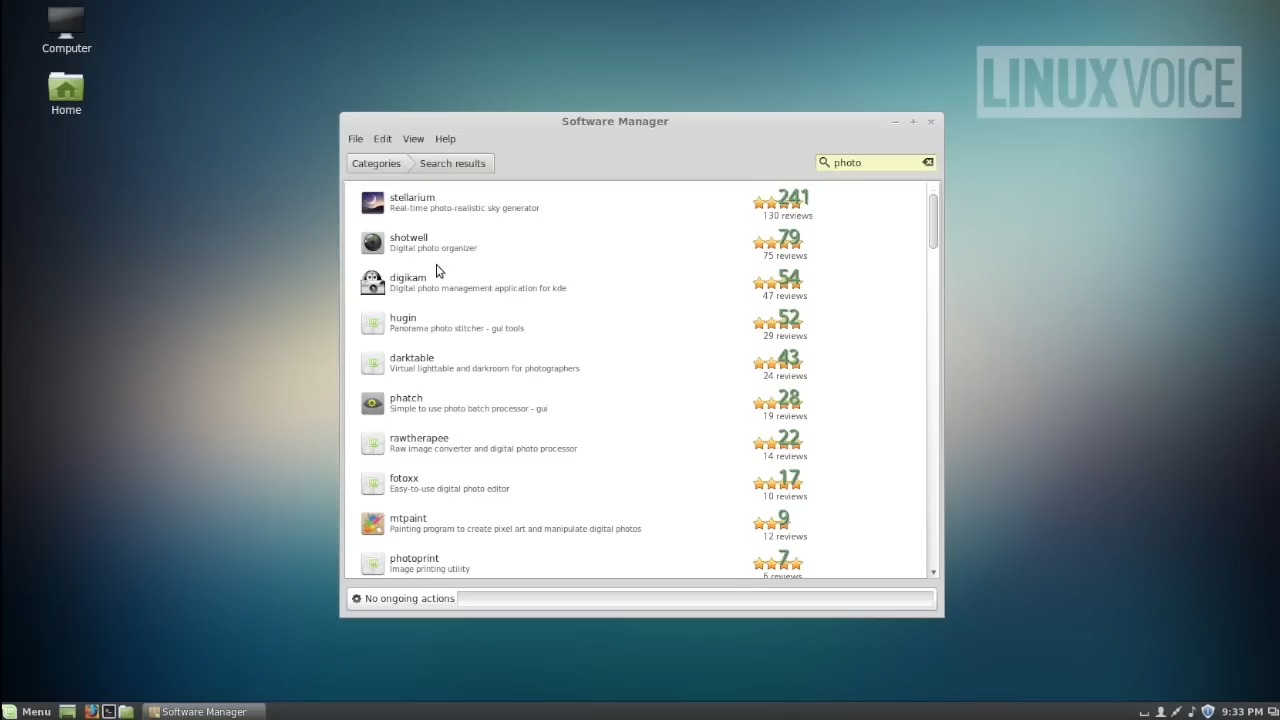 Computer
Home
LINUXVOICE
Software Manager
File Edit View Help
Categories Search results
photo
stellarium
Real-time photo-realistic sky generator
241
130 reviews
shotwell
Digital photo organizer
79
75 reviews
digikam
Digital photo management application for kde
54
47 reviews
hugin
Panorama photo stitcher - gui tools
52
29 reviews
darktable
Virtual lighttable and darkroom for photographers
43
24 reviews
phatch
Simple to use photo batch processor - gui
28
19 reviews
rawtherapee
Raw image converter and digital photo processor
22
14 reviews
fotoxx
Easy-to-use digital photo editor
17
10 reviews
mtpaint
Painting program to create pixel art and manipulate digital photos
9
12 reviews
photoprint
Image printing utility
7
6 reviews
No ongoing actions
Menu Software Manager 9:33 PM